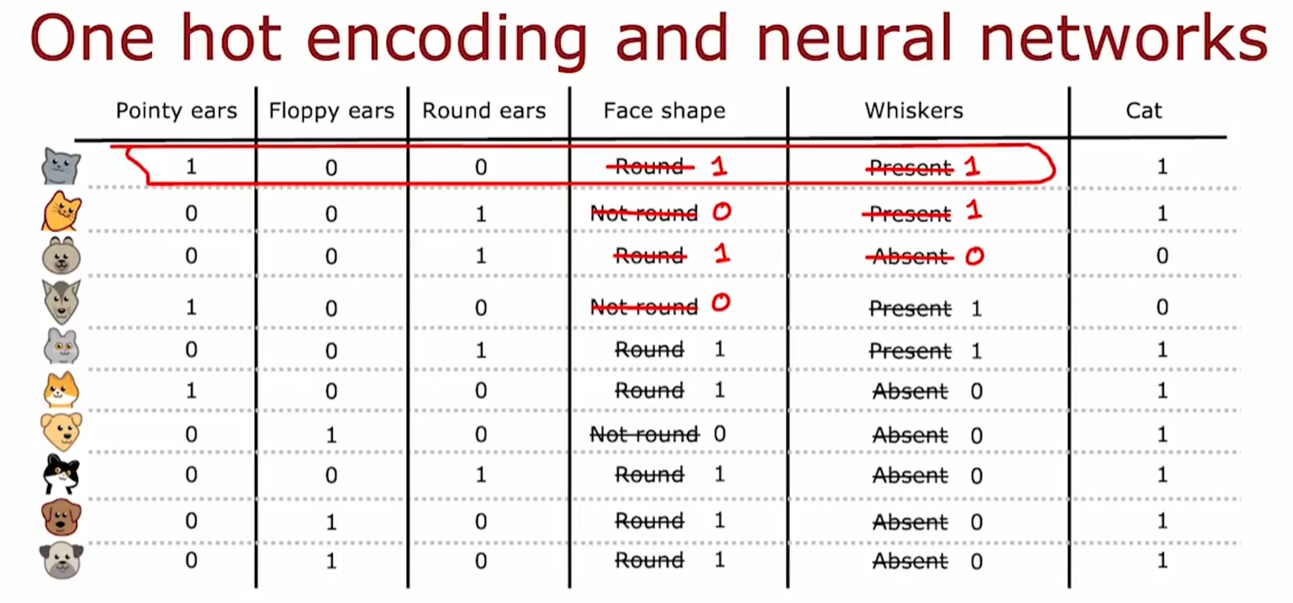 One hot encoding and neural networks
Pointy ears Floppy ears Round ears Face shape Whiskers Cat
1 0 0 Round 1 Present 1 1
0 0 1 Not round 0 Present 1 1
0 0 1 Round 1 Absent 0 0
1 0 0 Not round 0 Present 1 0
0 0 1 Round 1 Present 1 1
1 0 0 Round 1 Absent 0 1
0 1 0 Not round 0 Absent 0 1
0 0 1 Round 1 Absent 0 1
0 1 0 Round 1 Absent 0 1
0 1 0 Round 1 Absent 0 1